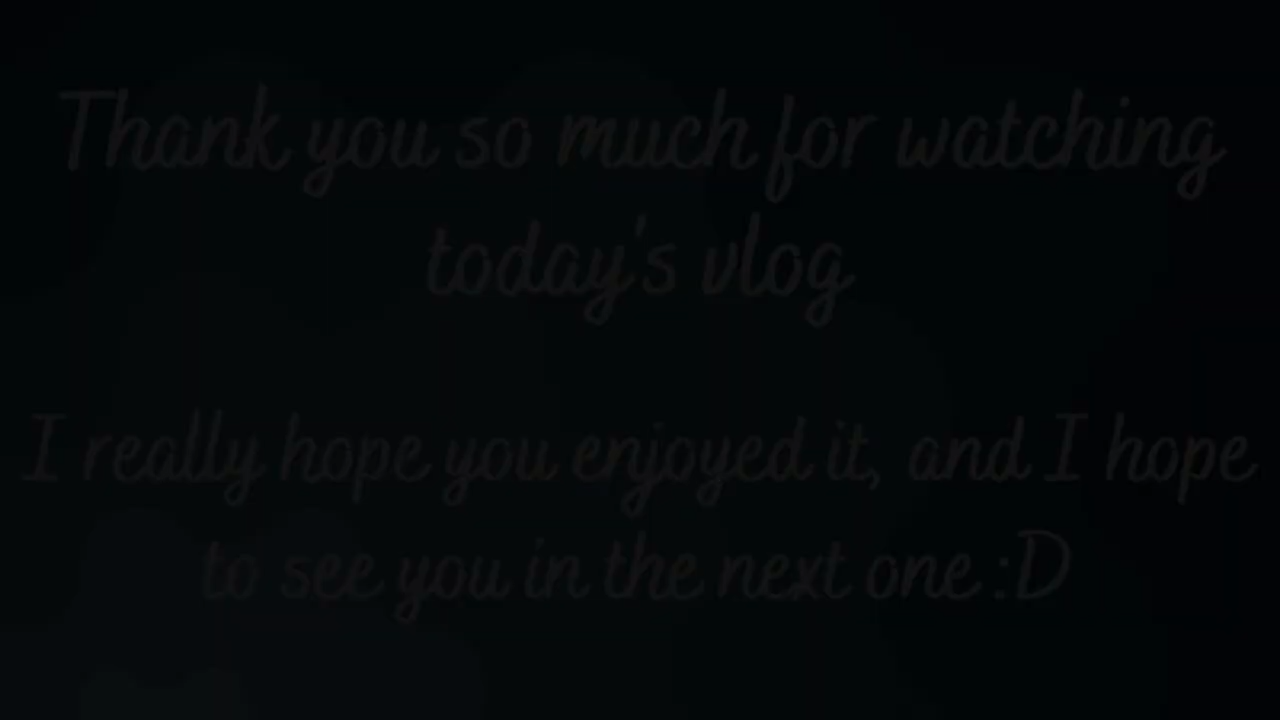 Thank you so much for watching
today's vlog
I really hope you enjoyed it, and I hope
to see you in the next one :D